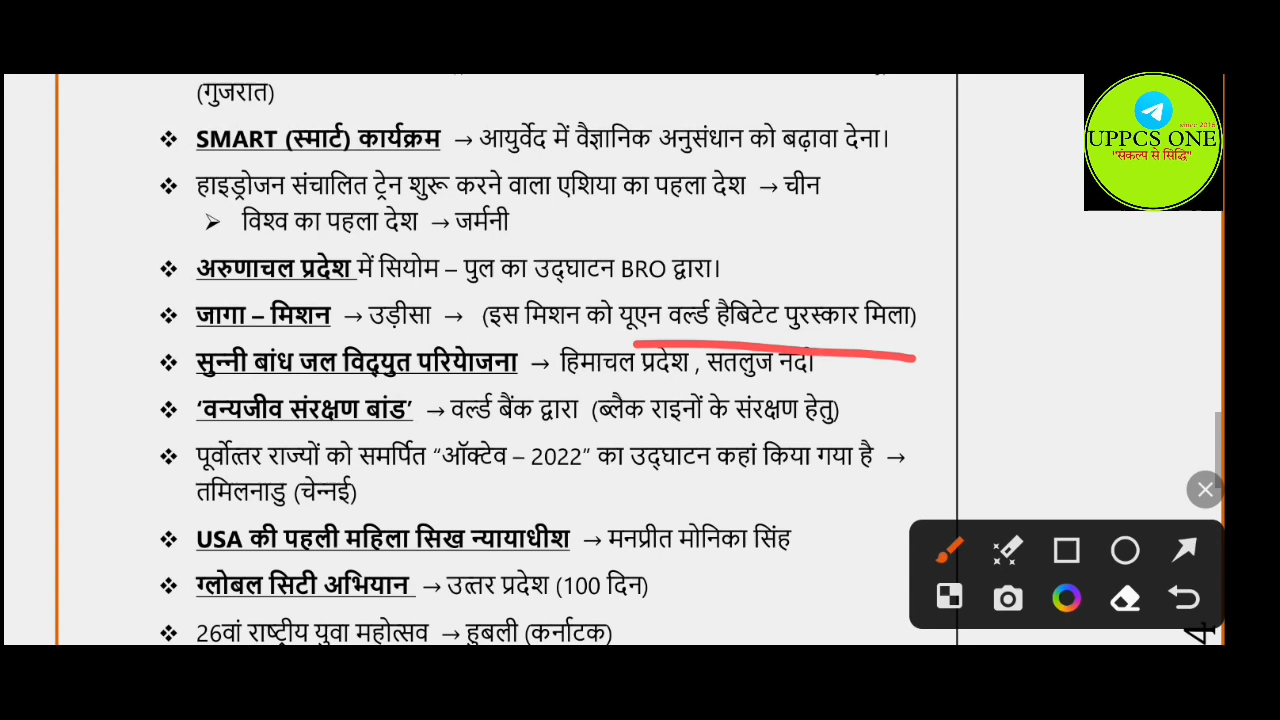 (गुजरात)
❖ SMART (स्मार्ट) कार्यक्रम → आयुर्वेद में वैज्ञानिक अनुसंधान को बढ़ावा देना।
❖ हाइड्रोजन संचालित ट्रेन शुरू करने वाला एशिया का पहला देश → चीन
➢ विश्व का पहला देश → जर्मनी
❖ अरुणाचल प्रदेश में सियोम – पुल का उद्घाटन BRO द्वारा।
❖ जागा – मिशन → उड़ीसा → (इस मिशन को यूएन वर्ल्ड हैबिटेट पुरस्कार मिला)
❖ सुन्नी बांध जल विद्युत परियोजना → हिमाचल प्रदेश , सतलुज नदी
❖ ‘वन्यजीव संरक्षण बांड’ → वर्ल्ड बैंक द्वारा (ब्लैक राइनों के संरक्षण हेतु)
❖ पूर्वोत्तर राज्यों को समर्पित “ऑक्टेव – 2022” का उद्घाटन कहां किया गया है →
तमिलनाडु (चेन्नई)
❖ USA की पहली महिला सिख न्यायाधीश → मनप्रीत मोनिका सिंह
❖ ग्लोबल सिटी अभियान → उत्तर प्रदेश (100 दिन)
❖ 26वां राष्ट्रीय युवा महोत्सव → हुबली (कर्नाटक)
since 2016
UPPCS ONE
"संकल्प से सिद्धि"